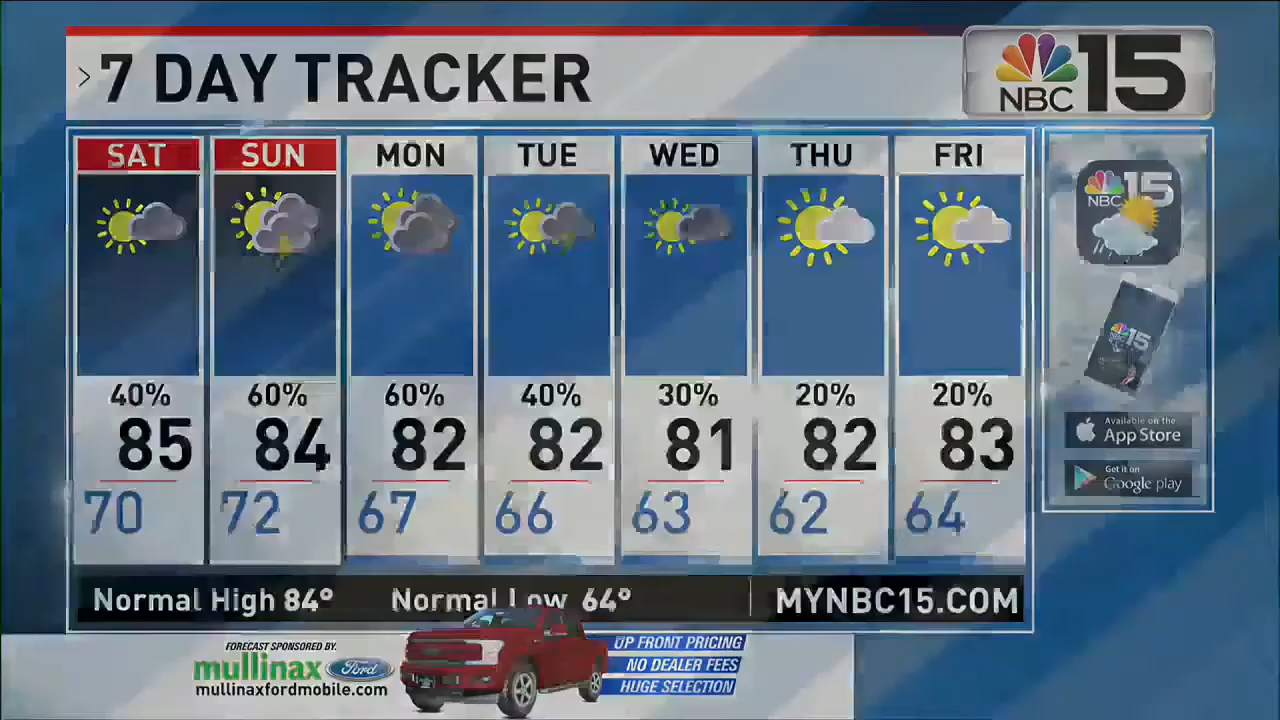 > 7 DAY TRACKER
NBC 15
SAT SUN MON TUE WED THU FRI
40% 60% 60% 40% 30% 20% 20%
85 84 82 82 81 82 83
70 72 67 66 63 62 64
NBC 15
NBC 15
Available on the
App Store
Get it on
Google play
Normal High 84° Normal Low 64° MYNBC15.COM
FORECAST SPONSORED BY:
mullinax Ford
mullinaxfordmobile.com
UP FRONT PRICING
NO DEALER FEES
HUGE SELECTION